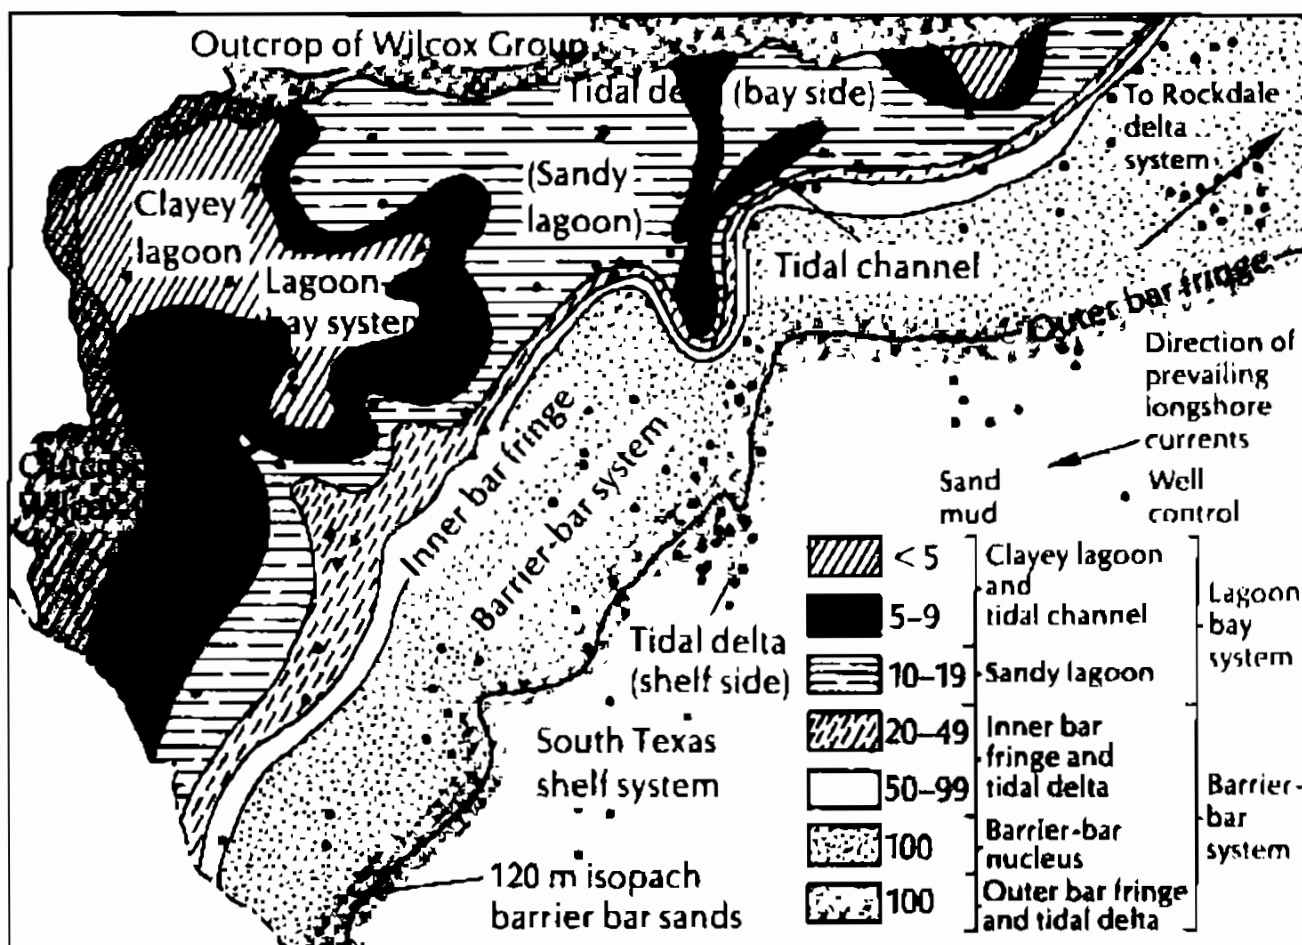 Outcrop of Wilcox Group
Tidal de (bay side)
To Rockdale
delta
system
(Sandy
lagoon)
Clayey
lagoon
Lagoon-
bay system
Tidal channel
Outer bar fringe
Direction of
prevailing
longshore
currents
Inner bar fringe
Barrier-bar system
Wilcox
Sand
mud
Well
control
Tidal delta
(shelf side)
South Texas
shelf system
120 m isopach
barrier bar sands
< 5
Clayey lagoon
and
tidal channel
5–9
10–19
Sandy lagoon
20–49
Inner bar
fringe and
tidal delta
50–99
100
Barrier-bar
nucleus
100
Outer bar fringe
and tidal delta
Lagoon
bay
system
Barrier-
bar
system